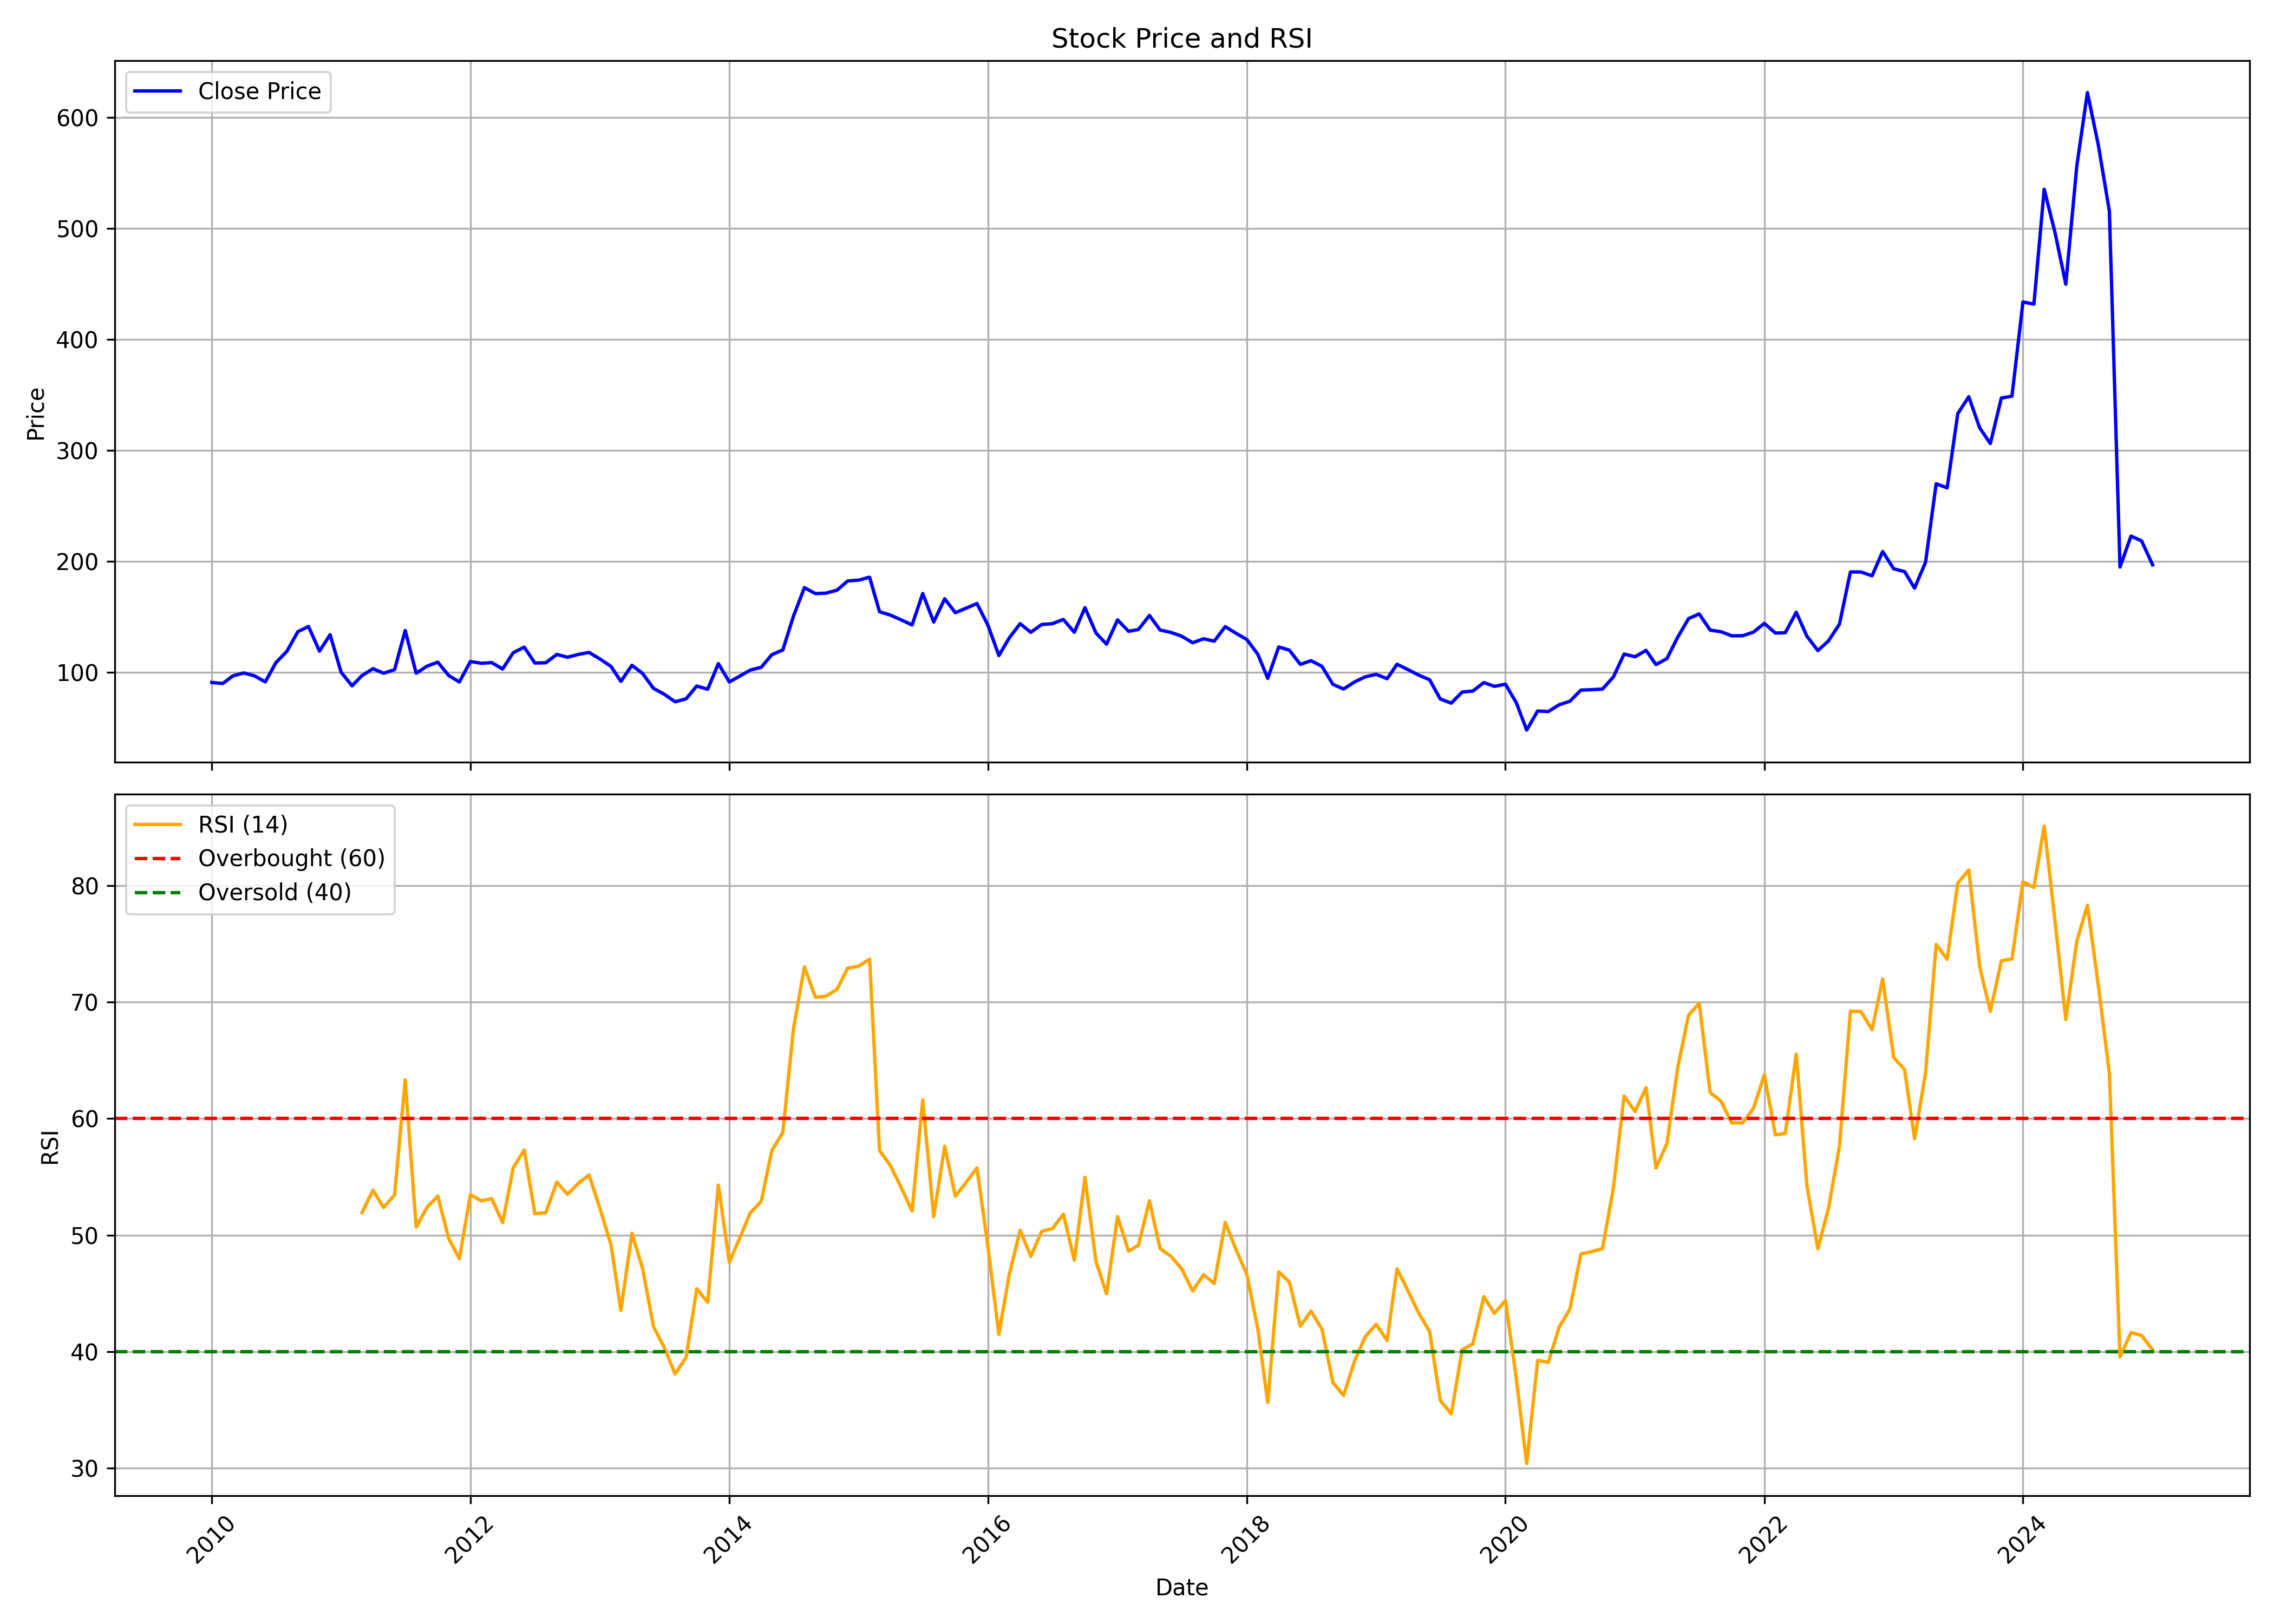 Stock Price and RSI
Close Price
600
500
400
300
200
100
Price
RSI (14)
Overbought (60)
Oversold (40)
80
70
60
50
40
30
RSI
2010
2012
2014
2016
2018
2020
2022
2024
Date